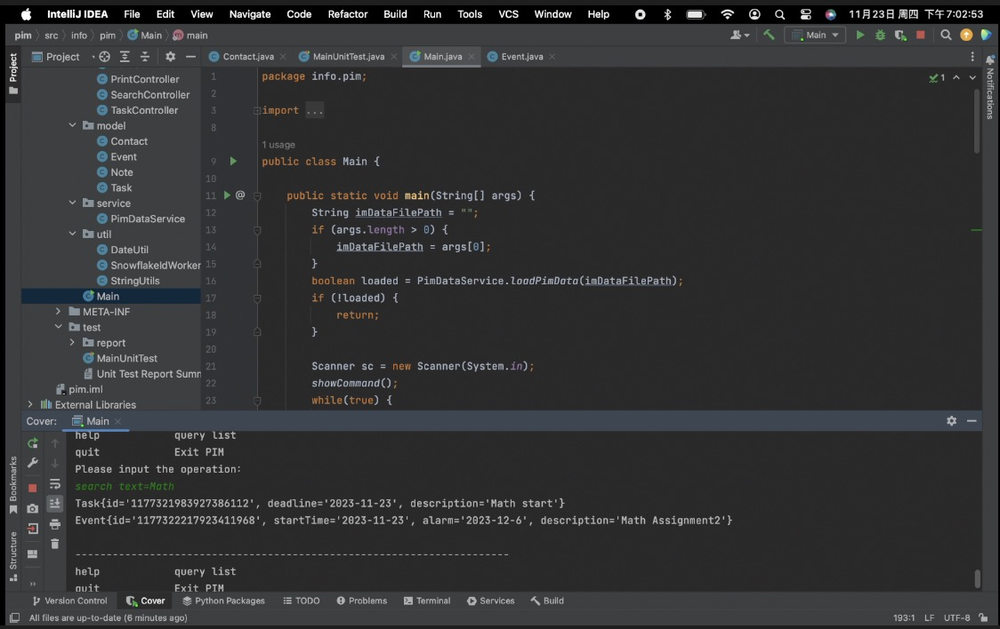 IntelliJ IDEA File Edit View Navigate Code Refactor Build Run Tools VCS Window Help 11月23日 周四 下午7:02:53
pim src info pim Main main Main
Project Contact.java MainUnitTest.java Main.java Event.java
Project
Notifications
PrintController
SearchController
TaskController
model
Contact
Event
Note
Task
service
PimDataService
util
DateUtil
SnowflakeIdWorker
StringUtils
Main
META-INF
test
report
MainUnitTest
Unit Test Report Summ
pim.iml
External Libraries
1 package info.pim;
2
3 import ...
8
1 usage
9 public class Main {
10
11 @ public static void main(String[] args) {
12 String imDataFilePath = "";
13 if (args.length > 0) {
14 imDataFilePath = args[0];
15 }
16 boolean loaded = PimDataService.loadPimData(imDataFilePath);
17 if (!loaded) {
18 return;
19 }
20
21 Scanner sc = new Scanner(System.in);
22 showCommand();
23 while(true) {
1
Cover: Main
help query list
quit Exit PIM
Please input the operation:
search text=Math
Task{id='1177321983927386112', deadline='2023-11-23', description='Math start'}
Event{id='1177322217923411968', startTime='2023-11-23', alarm='2023-12-6', description='Math Assignment2'}
---------------------------------------------------------------------
help query list
quit Exit PIM
Bookmarks
Structure
Version Control Cover Python Packages TODO Problems Terminal Services Build
All files are up-to-date (6 minutes ago) 193:1 LF UTF-8